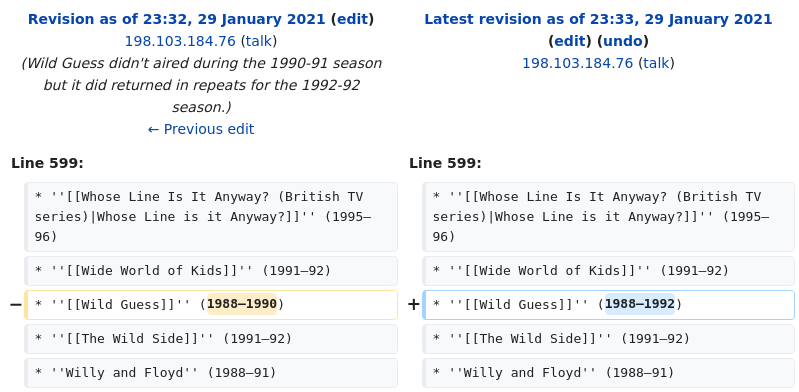 Revision as of 23:32, 29 January 2021 (edit)
198.103.184.76 (talk)
(Wild Guess didn't aired during the 1990-91 season
but it did returned in repeats for the 1992-92
season.)
← Previous edit
Latest revision as of 23:33, 29 January 2021
(edit) (undo)
198.103.184.76 (talk)
Line 599:
* ''[[Whose Line Is It Anyway? (British TV
series)|Whose Line is it Anyway?]]'' (1995–
96)
* ''[[Wide World of Kids]]'' (1991–92)
− * ''[[Wild Guess]]'' (1988–1990)
* ''[[The Wild Side]]'' (1991–92)
* ''Willy and Floyd'' (1988–91)
Line 599:
* ''[[Whose Line Is It Anyway? (British TV
series)|Whose Line is it Anyway?]]'' (1995–
96)
* ''[[Wide World of Kids]]'' (1991–92)
+ * ''[[Wild Guess]]'' (1988–1992)
* ''[[The Wild Side]]'' (1991–92)
* ''Willy and Floyd'' (1988–91)